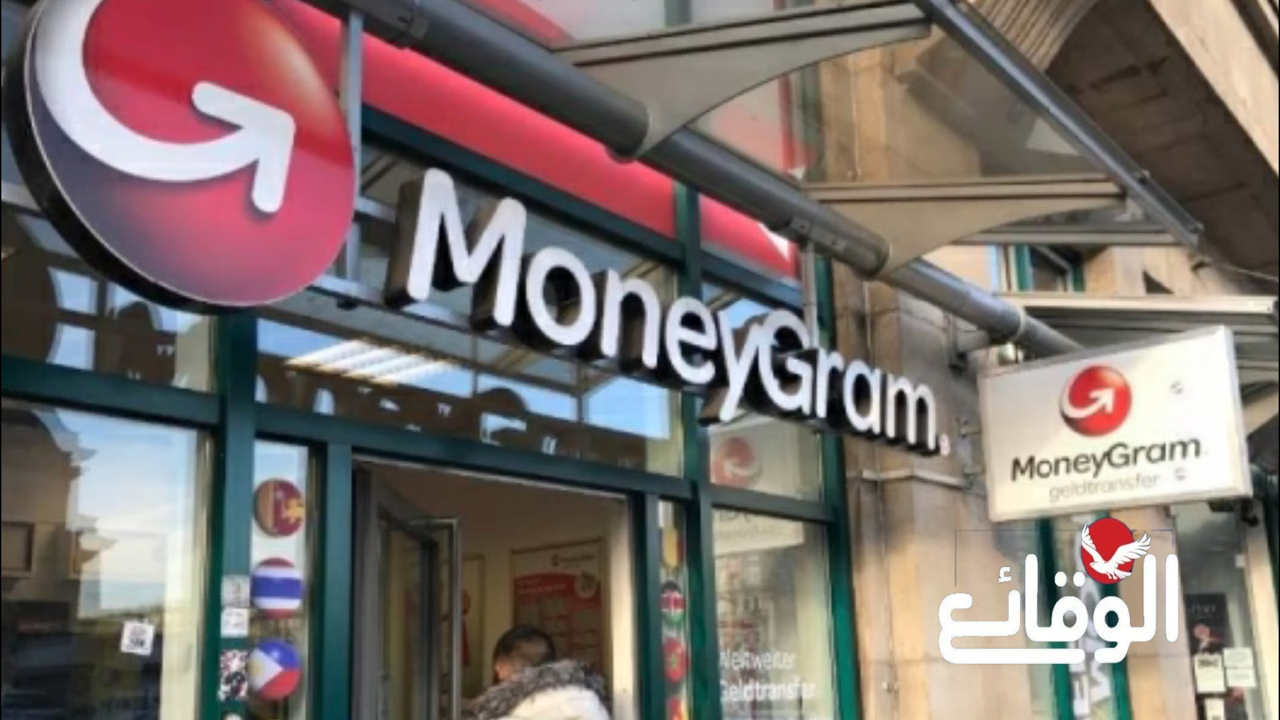 MoneyGram.
MoneyGram
geldtransfer
الوقائع
Weltweiter
Geldtransfer